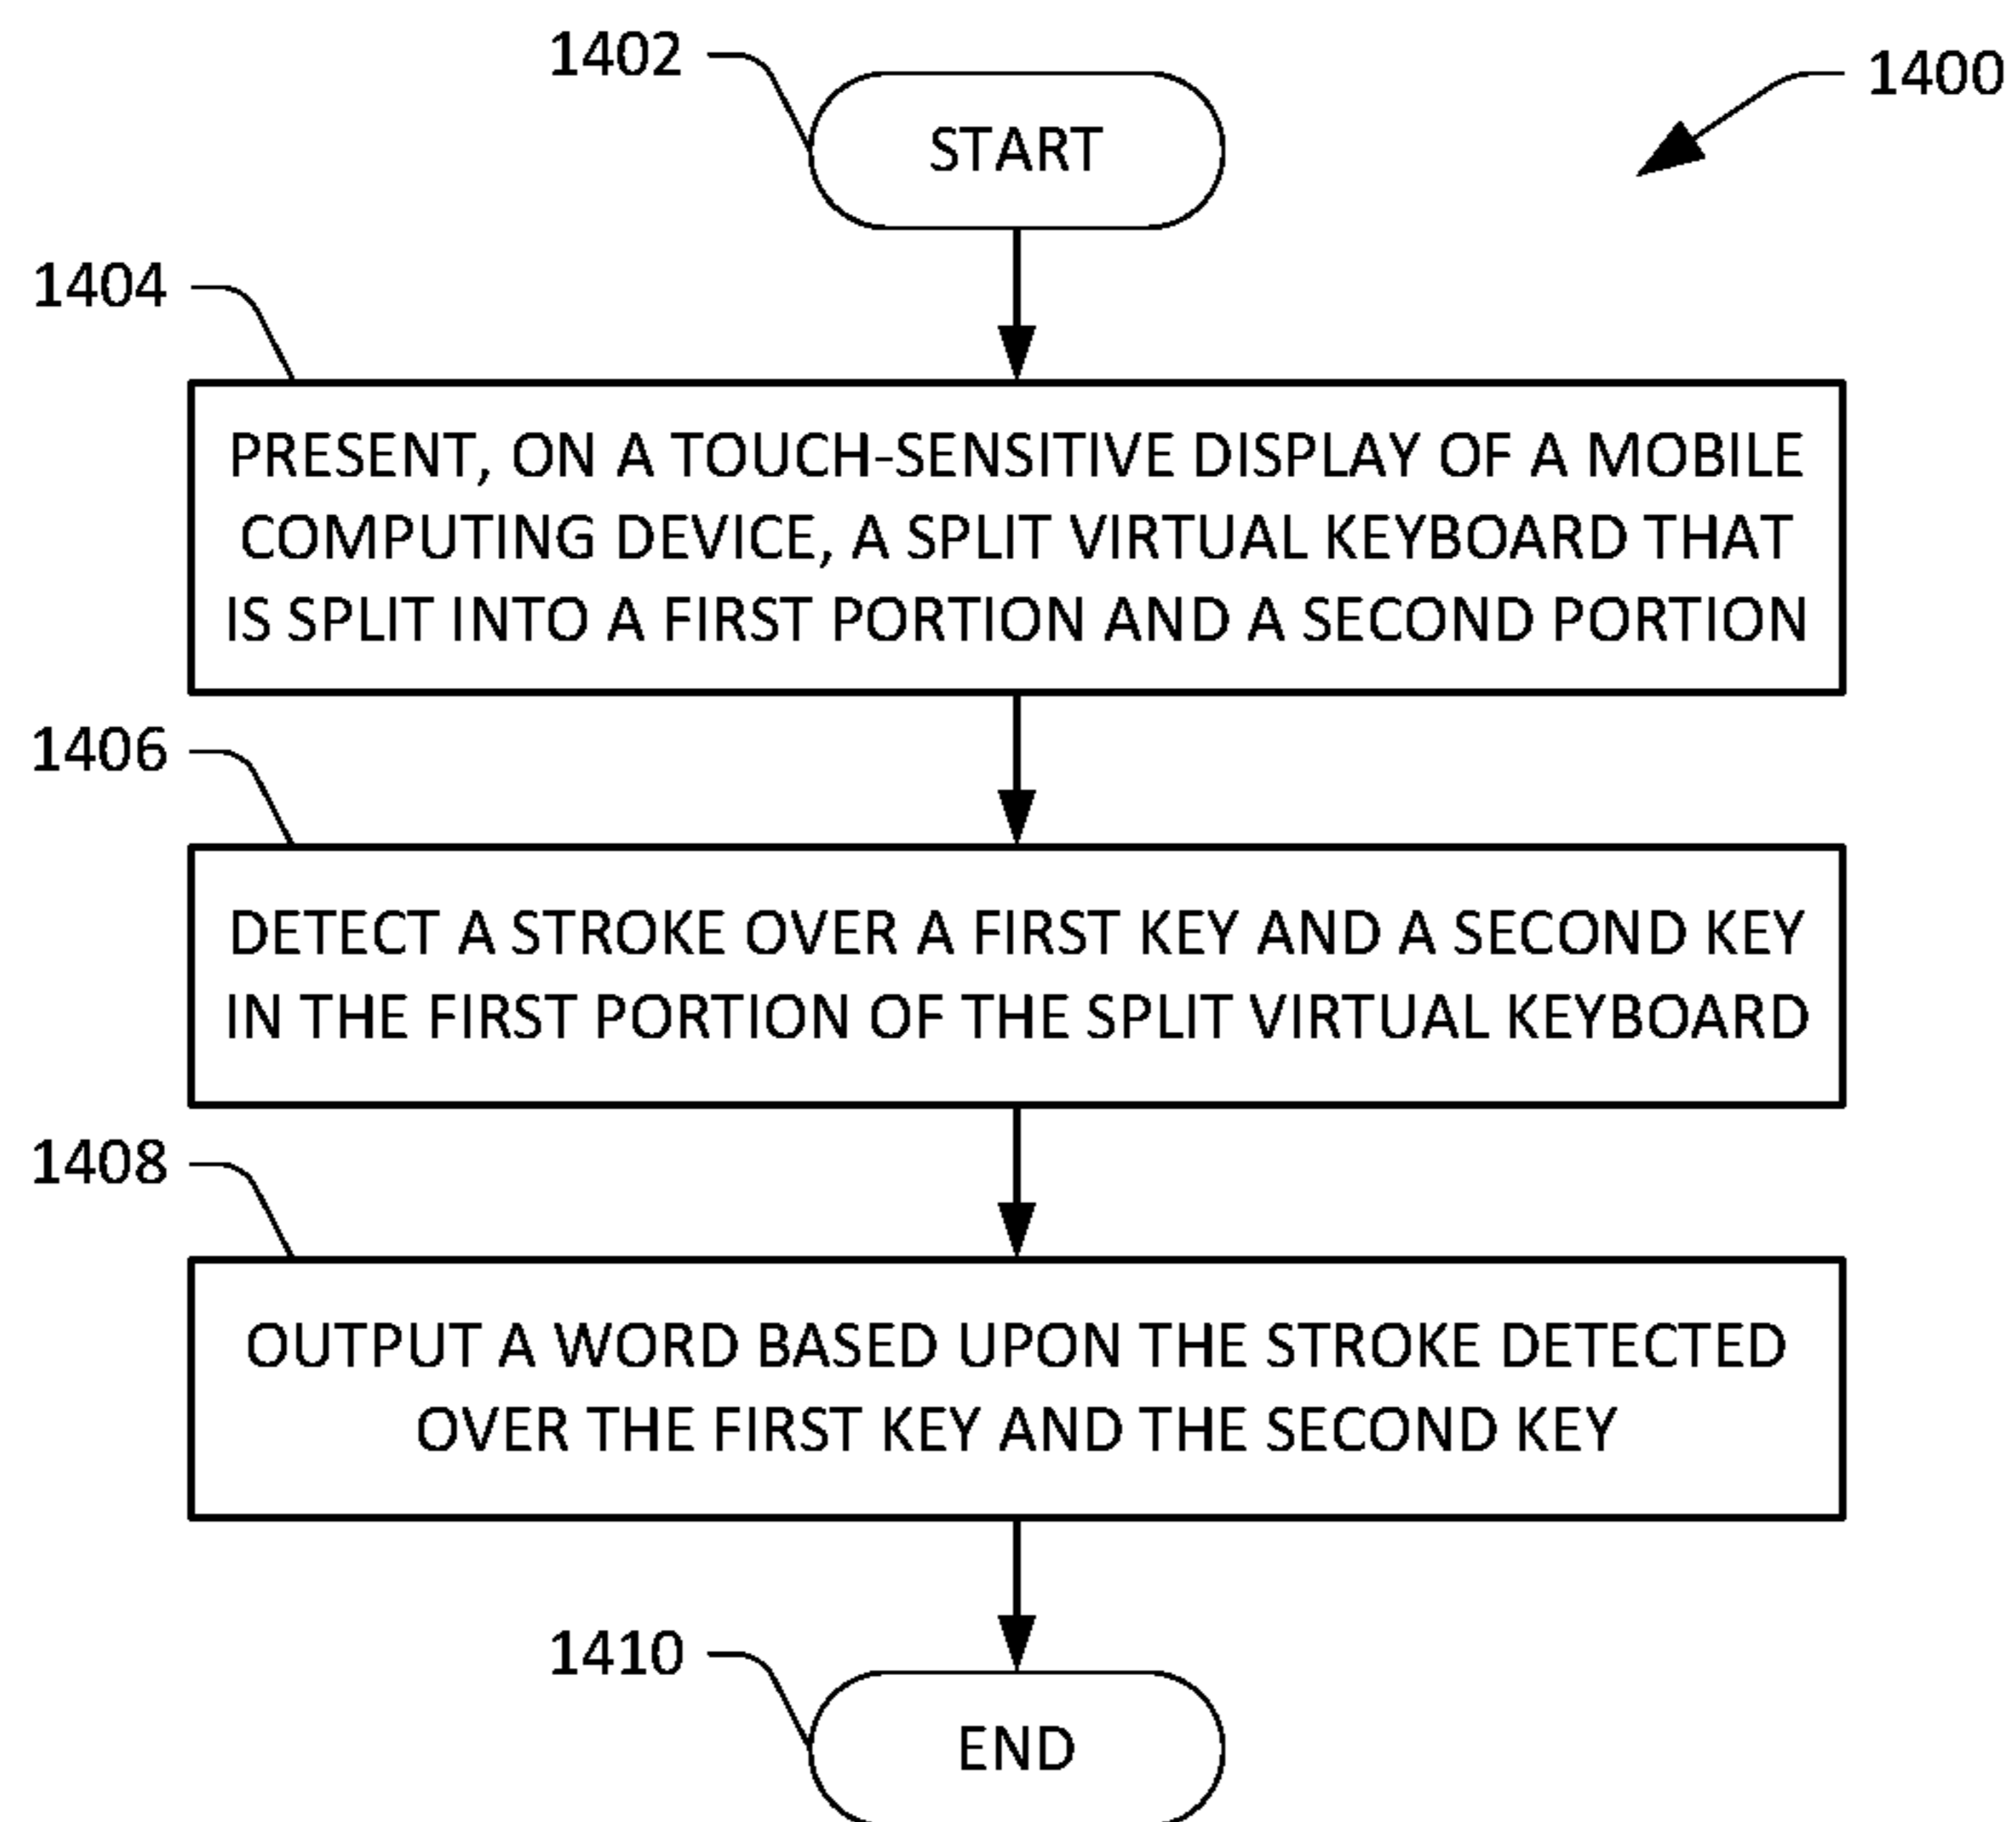 1402
1400
START
1404
PRESENT, ON A TOUCH-SENSITIVE DISPLAY OF A MOBILE
COMPUTING DEVICE, A SPLIT VIRTUAL KEYBOARD THAT
IS SPLIT INTO A FIRST PORTION AND A SECOND PORTION
1406
DETECT A STROKE OVER A FIRST KEY AND A SECOND KEY
IN THE FIRST PORTION OF THE SPLIT VIRTUAL KEYBOARD
1408
OUTPUT A WORD BASED UPON THE STROKE DETECTED
OVER THE FIRST KEY AND THE SECOND KEY
1410
END